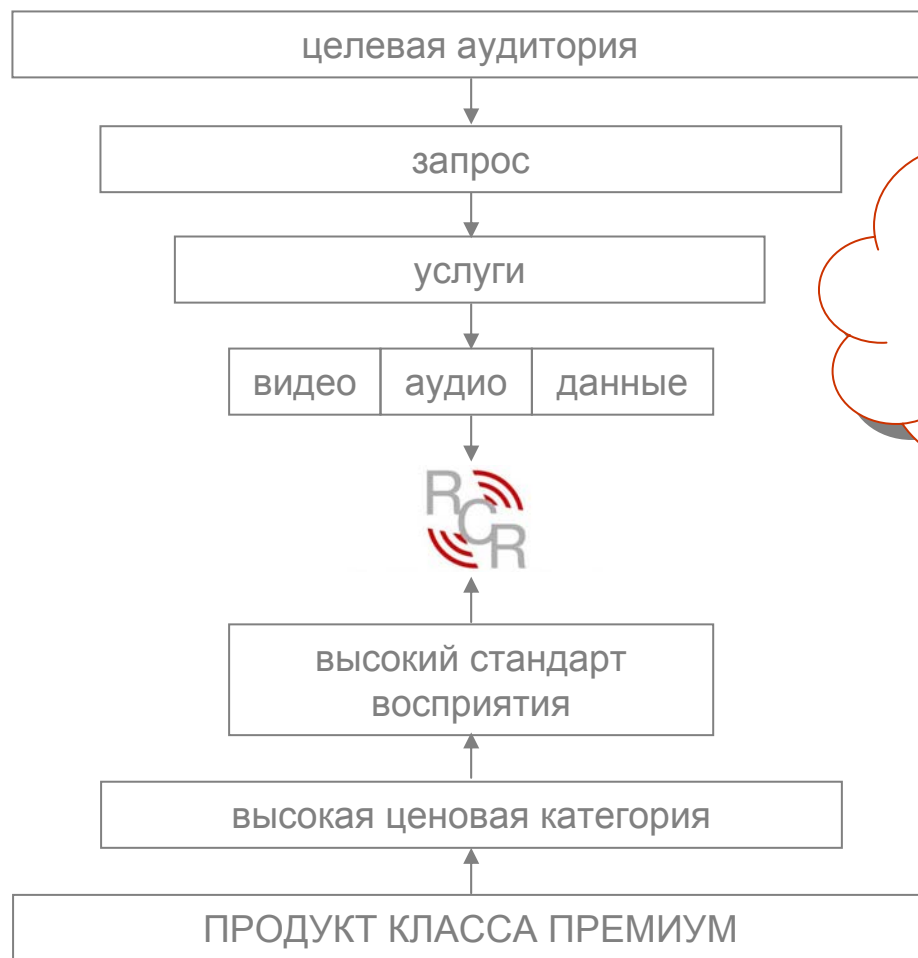 целевая аудитория
запрос
услуги
видео аудио данные
RCR
высокий стандарт
восприятия
высокая ценовая категория
ПРОДУКТ КЛАССА ПРЕМИУМ